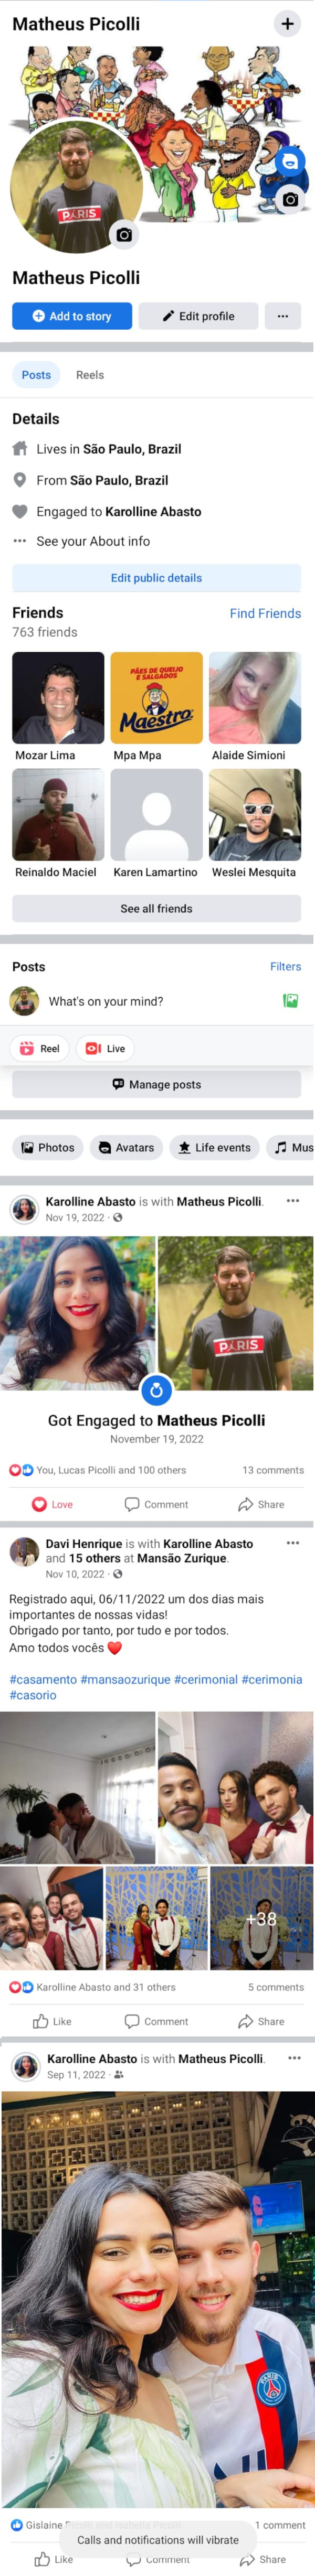 Matheus Picolli
PARIS
Matheus Picolli
Add to story
Edit profile
Posts
Reels
Details
Lives in São Paulo, Brazil
From São Paulo, Brazil
Engaged to Karolline Abasto
See your About info
Edit public details
Friends
Find Friends
763 friends
PÃES DE QUEIJO
E SALGADOS
Maestro
Mozar Lima
Mpa Mpa
Alaide Simioni
Reinaldo Maciel
Karen Lamartino
Weslei Mesquita
See all friends
Posts
Filters
What's on your mind?
Reel
Live
Manage posts
Photos
Avatars
Life events
Mus
Karolline Abasto is with Matheus Picolli.
Nov 19, 2022 ·
PARIS
Got Engaged to Matheus Picolli
November 19, 2022
You, Lucas Picolli and 100 others
13 comments
Love
Comment
Share
Davi Henrique is with Karolline Abasto
and 15 others at Mansão Zurique.
Nov 10, 2022 ·
Registrado aqui, 06/11/2022 um dos dias mais
importantes de nossas vidas!
Obrigado por tanto, por tudo e por todos.
Amo todos vocês ❤️
#casamento #mansaozurique #cerimonial #cerimonia
#casorio
+38
Karolline Abasto and 31 others
5 comments
Like
Comment
Share
Karolline Abasto is with Matheus Picolli.
Sep 11, 2022 ·
PARIS
Gislaine Picolli and Isabella Picolli
1 comment
Calls and notifications will vibrate
Like
Comment
Share